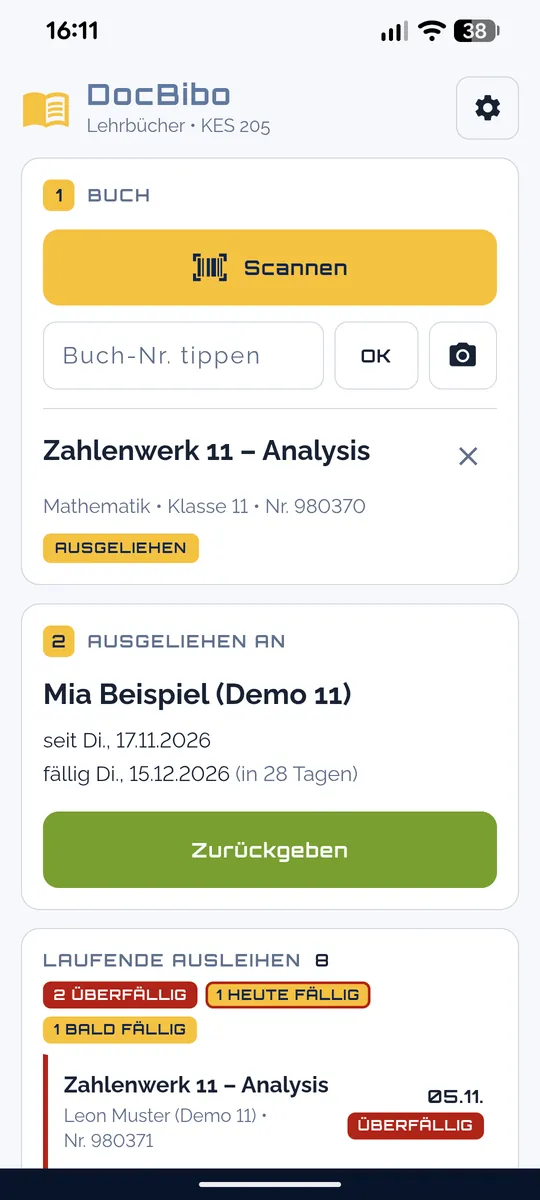 16:11
38
DocBibo
Lehrbücher • KES 205
1 BUCH
Scannen
Buch-Nr. tippen
OK
Zahlenwerk 11 – Analysis
Mathematik • Klasse 11 • Nr. 980370
AUSGELIEHEN
2 AUSGELIEHEN AN
Mia Beispiel (Demo 11)
seit Di., 17.11.2026
fällig Di., 15.12.2026 (in 28 Tagen)
Zurückgeben
LAUFENDE AUSLEIHEN 8
2 ÜBERFÄLLIG 1 HEUTE FÄLLIG
1 BALD FÄLLIG
Zahlenwerk 11 – Analysis
Leon Muster (Demo 11) •
Nr. 980371
05.11.
ÜBERFÄLLIG